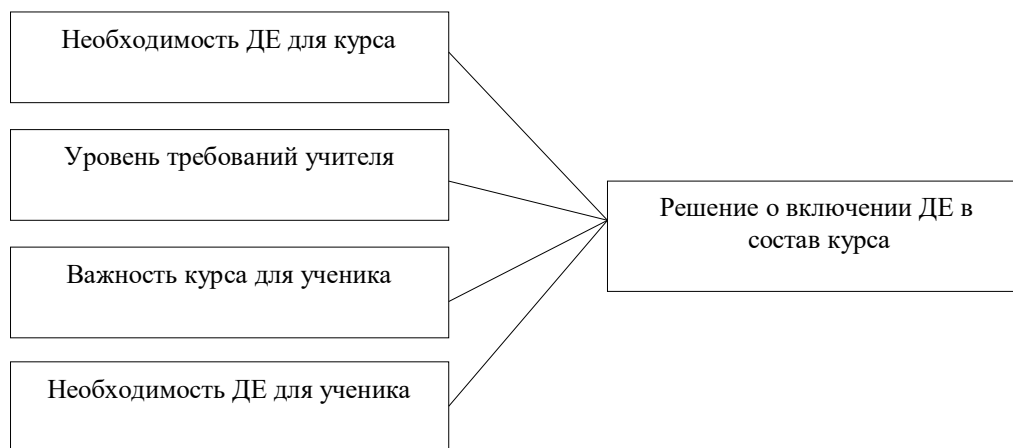 Необходимость ДЕ для курса
Уровень требований учителя
Важность курса для ученика
Необходимость ДЕ для ученика
Решение о включении ДЕ в
состав курса